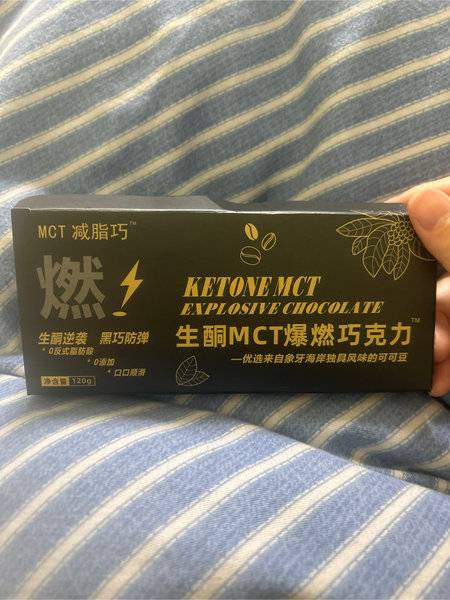 MCT 减脂巧™
燃!
生酮逆袭 黑巧防弹
* 0反式脂肪酸
* 0添加
* 口口顺滑
净含量 120g
KETONE MCT
EXPLOSIVE CHOCOLATE
生酮MCT爆燃巧克力™
—优选来自象牙海岸独具风味的可可豆